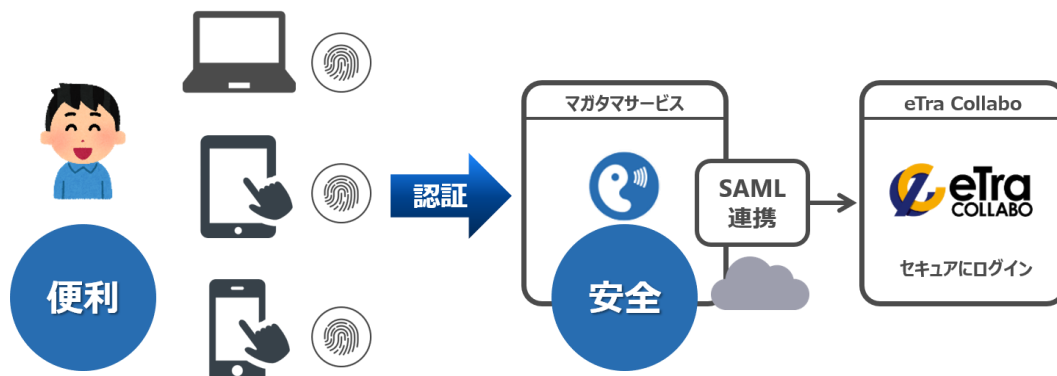 便利
認証
マガタマサービス
安全
SAML
連携
eTra Collabo
eTra
COLLABO
セキュアにログイン